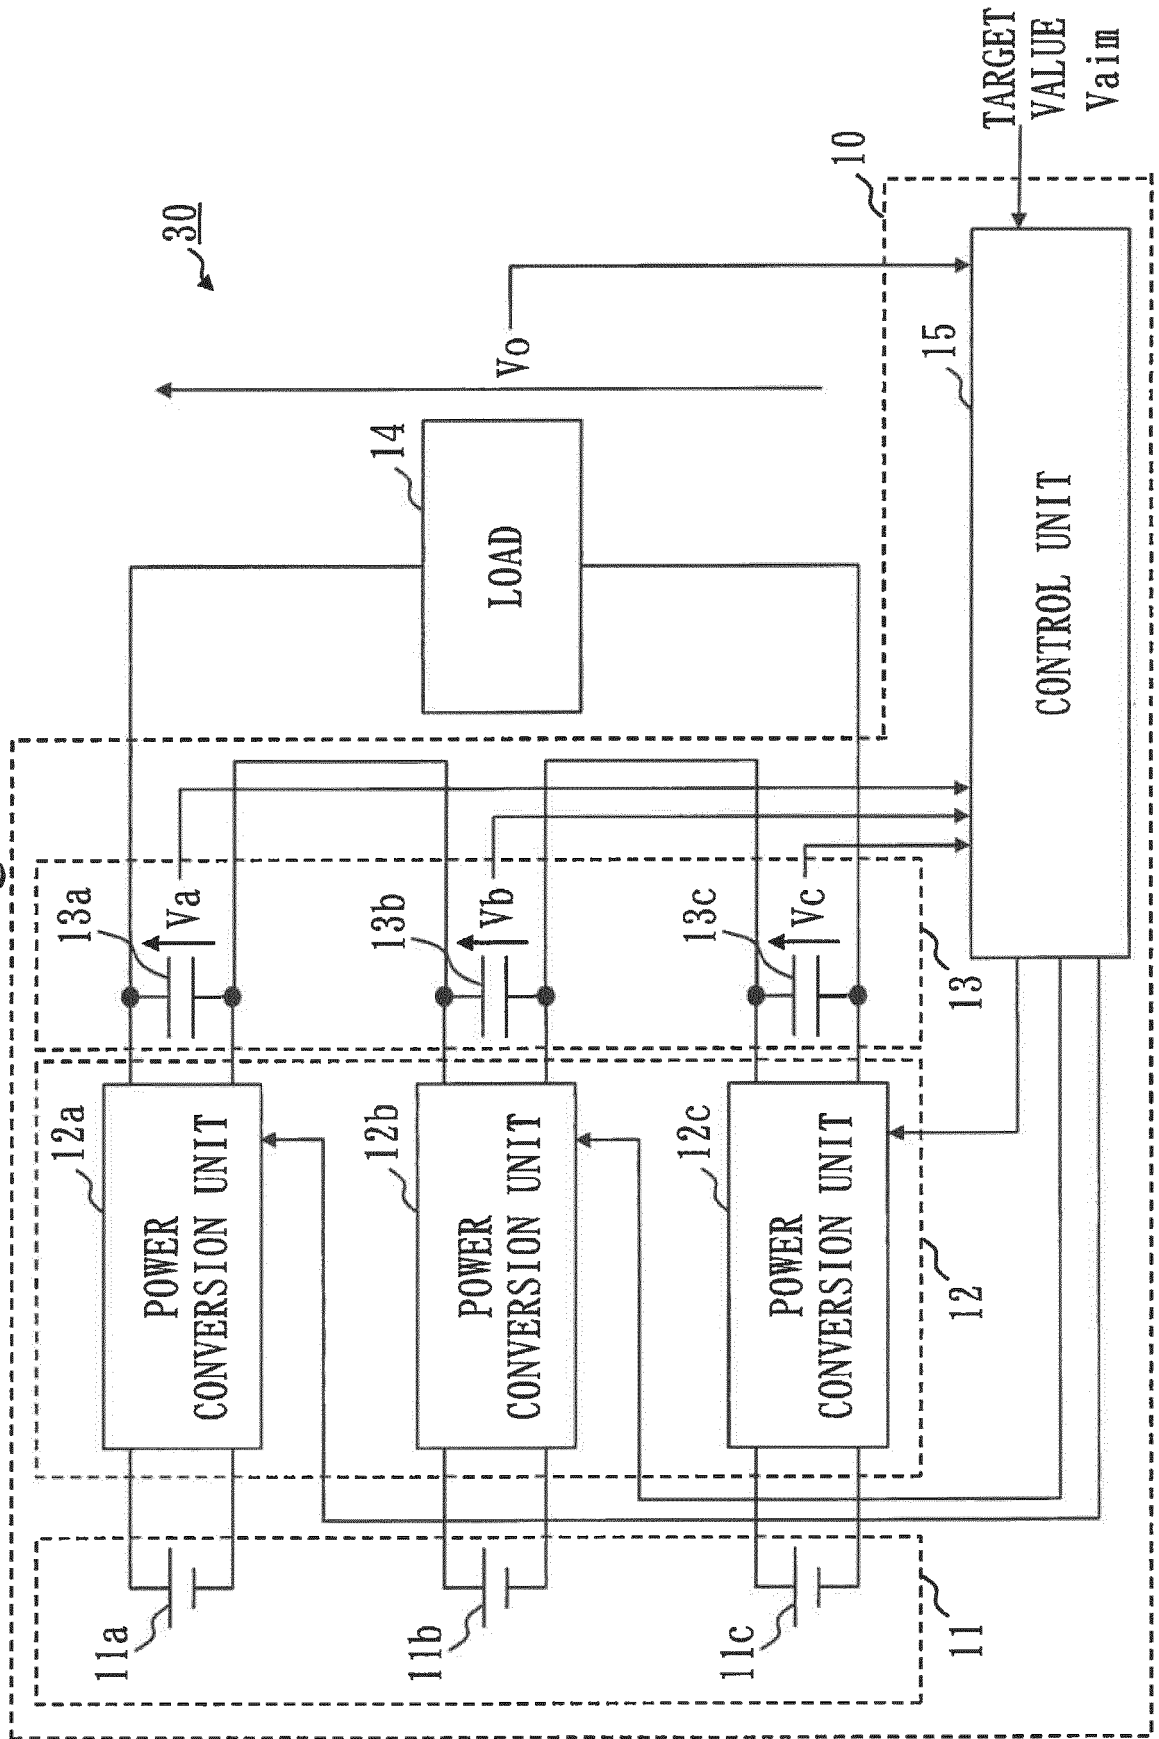 30
10
TARGET
VALUE
Vaim
11a
11b
11c
11
12a
POWER
CONVERSION UNIT
12b
POWER
CONVERSION UNIT
12c
POWER
CONVERSION UNIT
12
13a
Va
13b
Vb
13c
Vc
13
14
LOAD
Vo
15
CONTROL UNIT